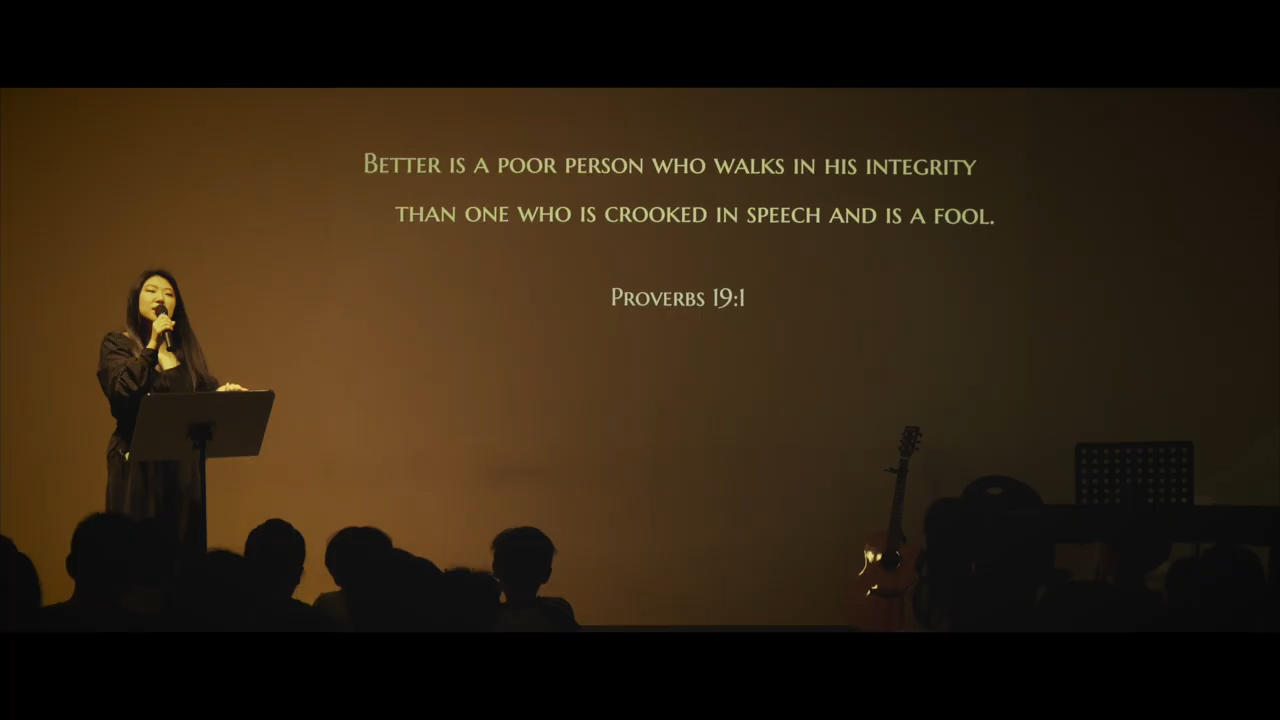 Better is a poor person who walks in his integrity
than one who is crooked in speech and is a fool.
Proverbs 19:1